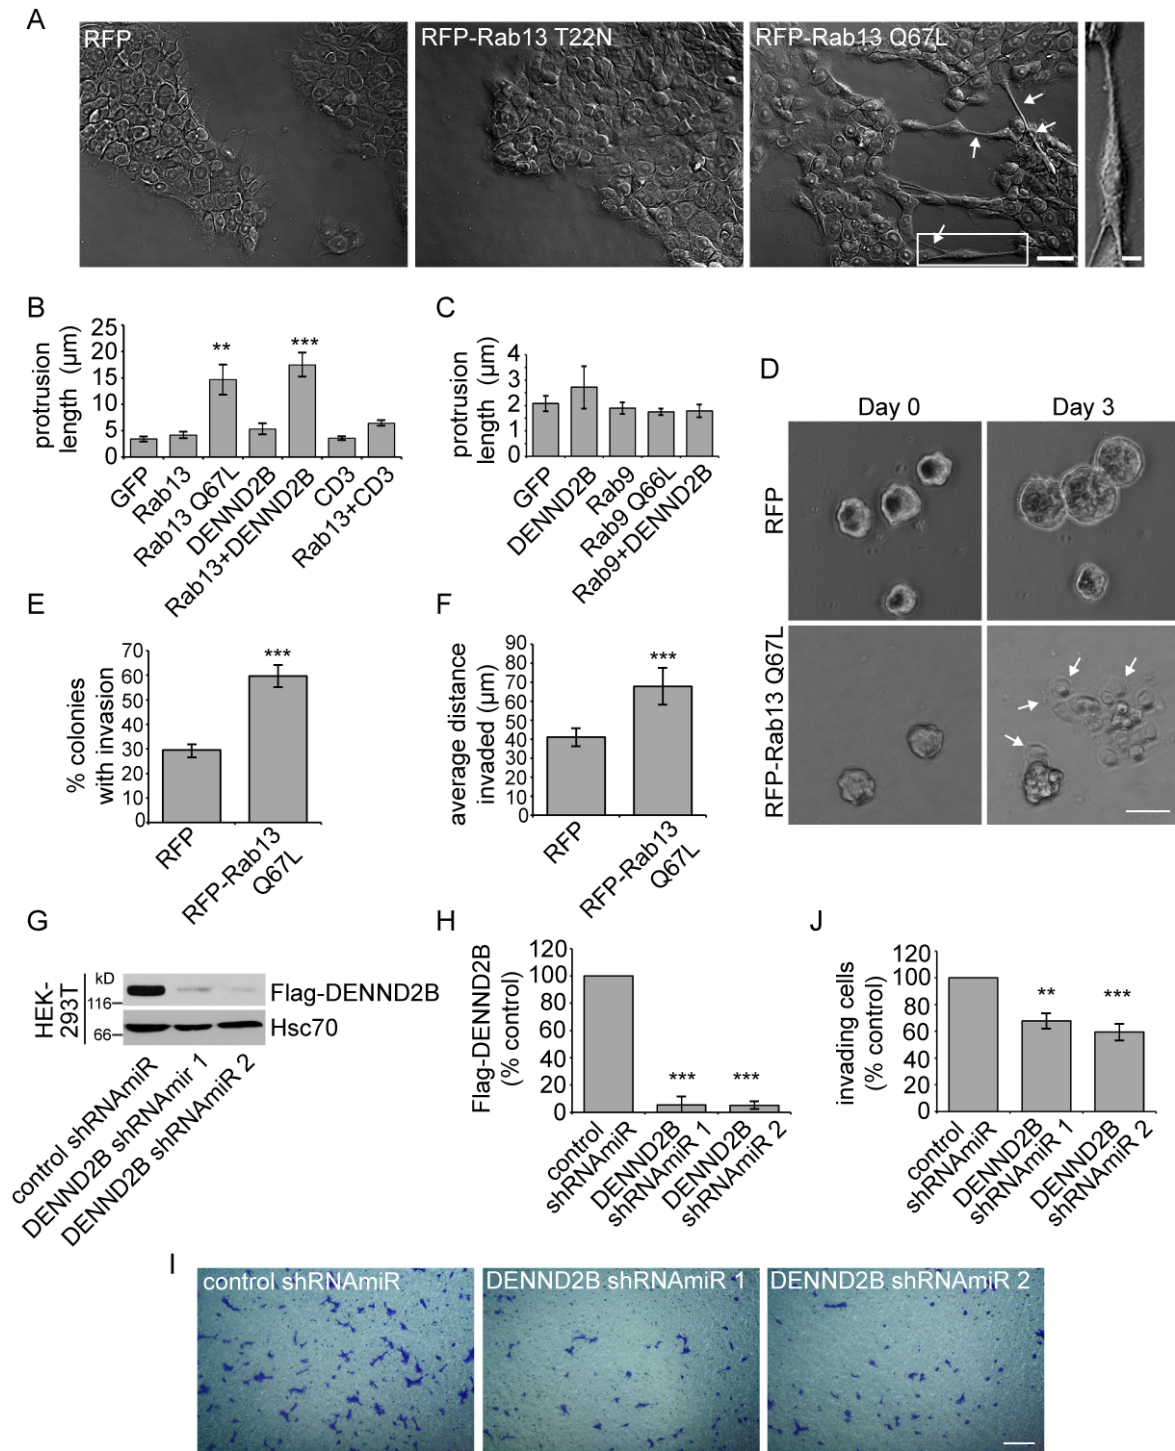 A
RFP
RFP-Rab13 T22N
RFP-Rab13 Q67L
B
protrusion
length (µm)
25
20
15
10
5
0
**
***
GFP
Rab13
Rab13 Q67L
DENND2B
Rab13+DENND2B
CD3
Rab13+CD3
C
protrusion
length (µm)
4
3
2
1
0
GFP
DENND2B
Rab9
Rab9 Q66L
Rab9+DENND2B
D
Day 0
Day 3
RFP
RFP-Rab13 Q67L
E
% colonies
with invasion
70
60
50
40
30
20
10
0
***
RFP
RFP-Rab13
Q67L
F
average distance
invaded (µm)
90
80
70
60
50
40
30
20
10
0
***
RFP
RFP-Rab13
Q67L
G
HEK-
293T
kD
116
66
Flag-DENND2B
Hsc70
control shRNAmiR
DENND2B shRNAmir 1
DENND2B shRNAmiR 2
H
Flag-DENND2B
(% control)
120
100
80
60
40
20
0
***
***
control
shRNAmiR
DENND2B
shRNAmiR 1
DENND2B
shRNAmiR 2
J
invading cells
(% control)
120
100
80
60
40
20
0
**
***
control
shRNAmiR
DENND2B
shRNAmiR 1
DENND2B
shRNAmiR 2
I
control shRNAmiR
DENND2B shRNAmiR 1
DENND2B shRNAmiR 2